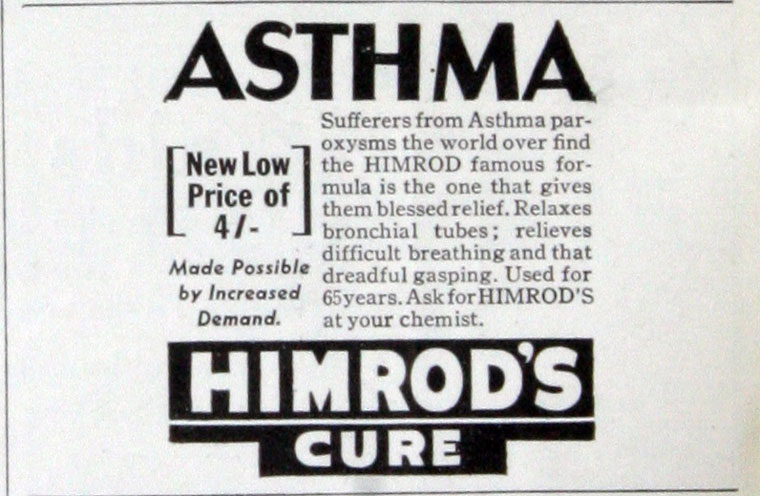 ASTHMA
[New Low
Price of
4/-]
Made Possible
by Increased
Demand.
Sufferers from Asthma par-
oxysms the world over find
the HIMROD famous for-
mula is the one that gives
them blessed relief. Relaxes
bronchial tubes; relieves
difficult breathing and that
dreadful gasping. Used for
65 years. Ask for HIMROD'S
at your chemist.
HIMROD'S
CURE